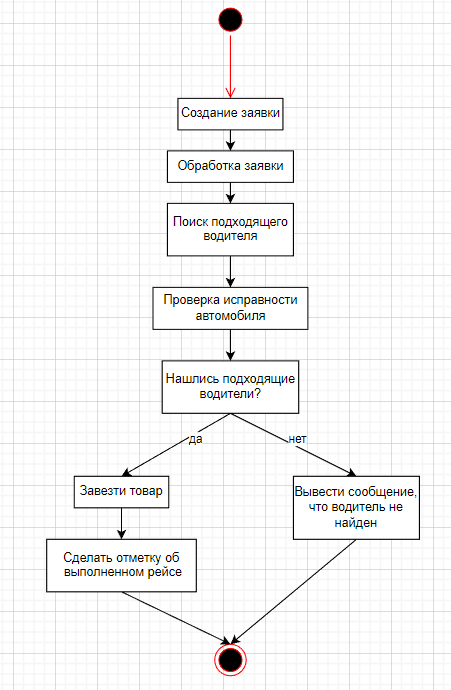 Создание заявки
Обработка заявки
Поиск подходящего
водителя
Проверка исправности
автомобиля
Нашлись подходящие
водители?
да
нет
Завезти товар
Вывести сообщение,
что водитель не
найден
Сделать отметку об
выполненном рейсе